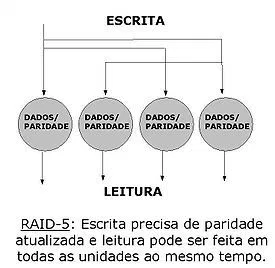 ESCRITA
DADOS/ DADOS/ DADOS/ DADOS/
PARIDADE PARIDADE PARIDADE PARIDADE
LEITURA
RAID-5: Escrita precisa de paridade
atualizada e leitura pode ser feita em
todas as unidades ao mesmo tempo.